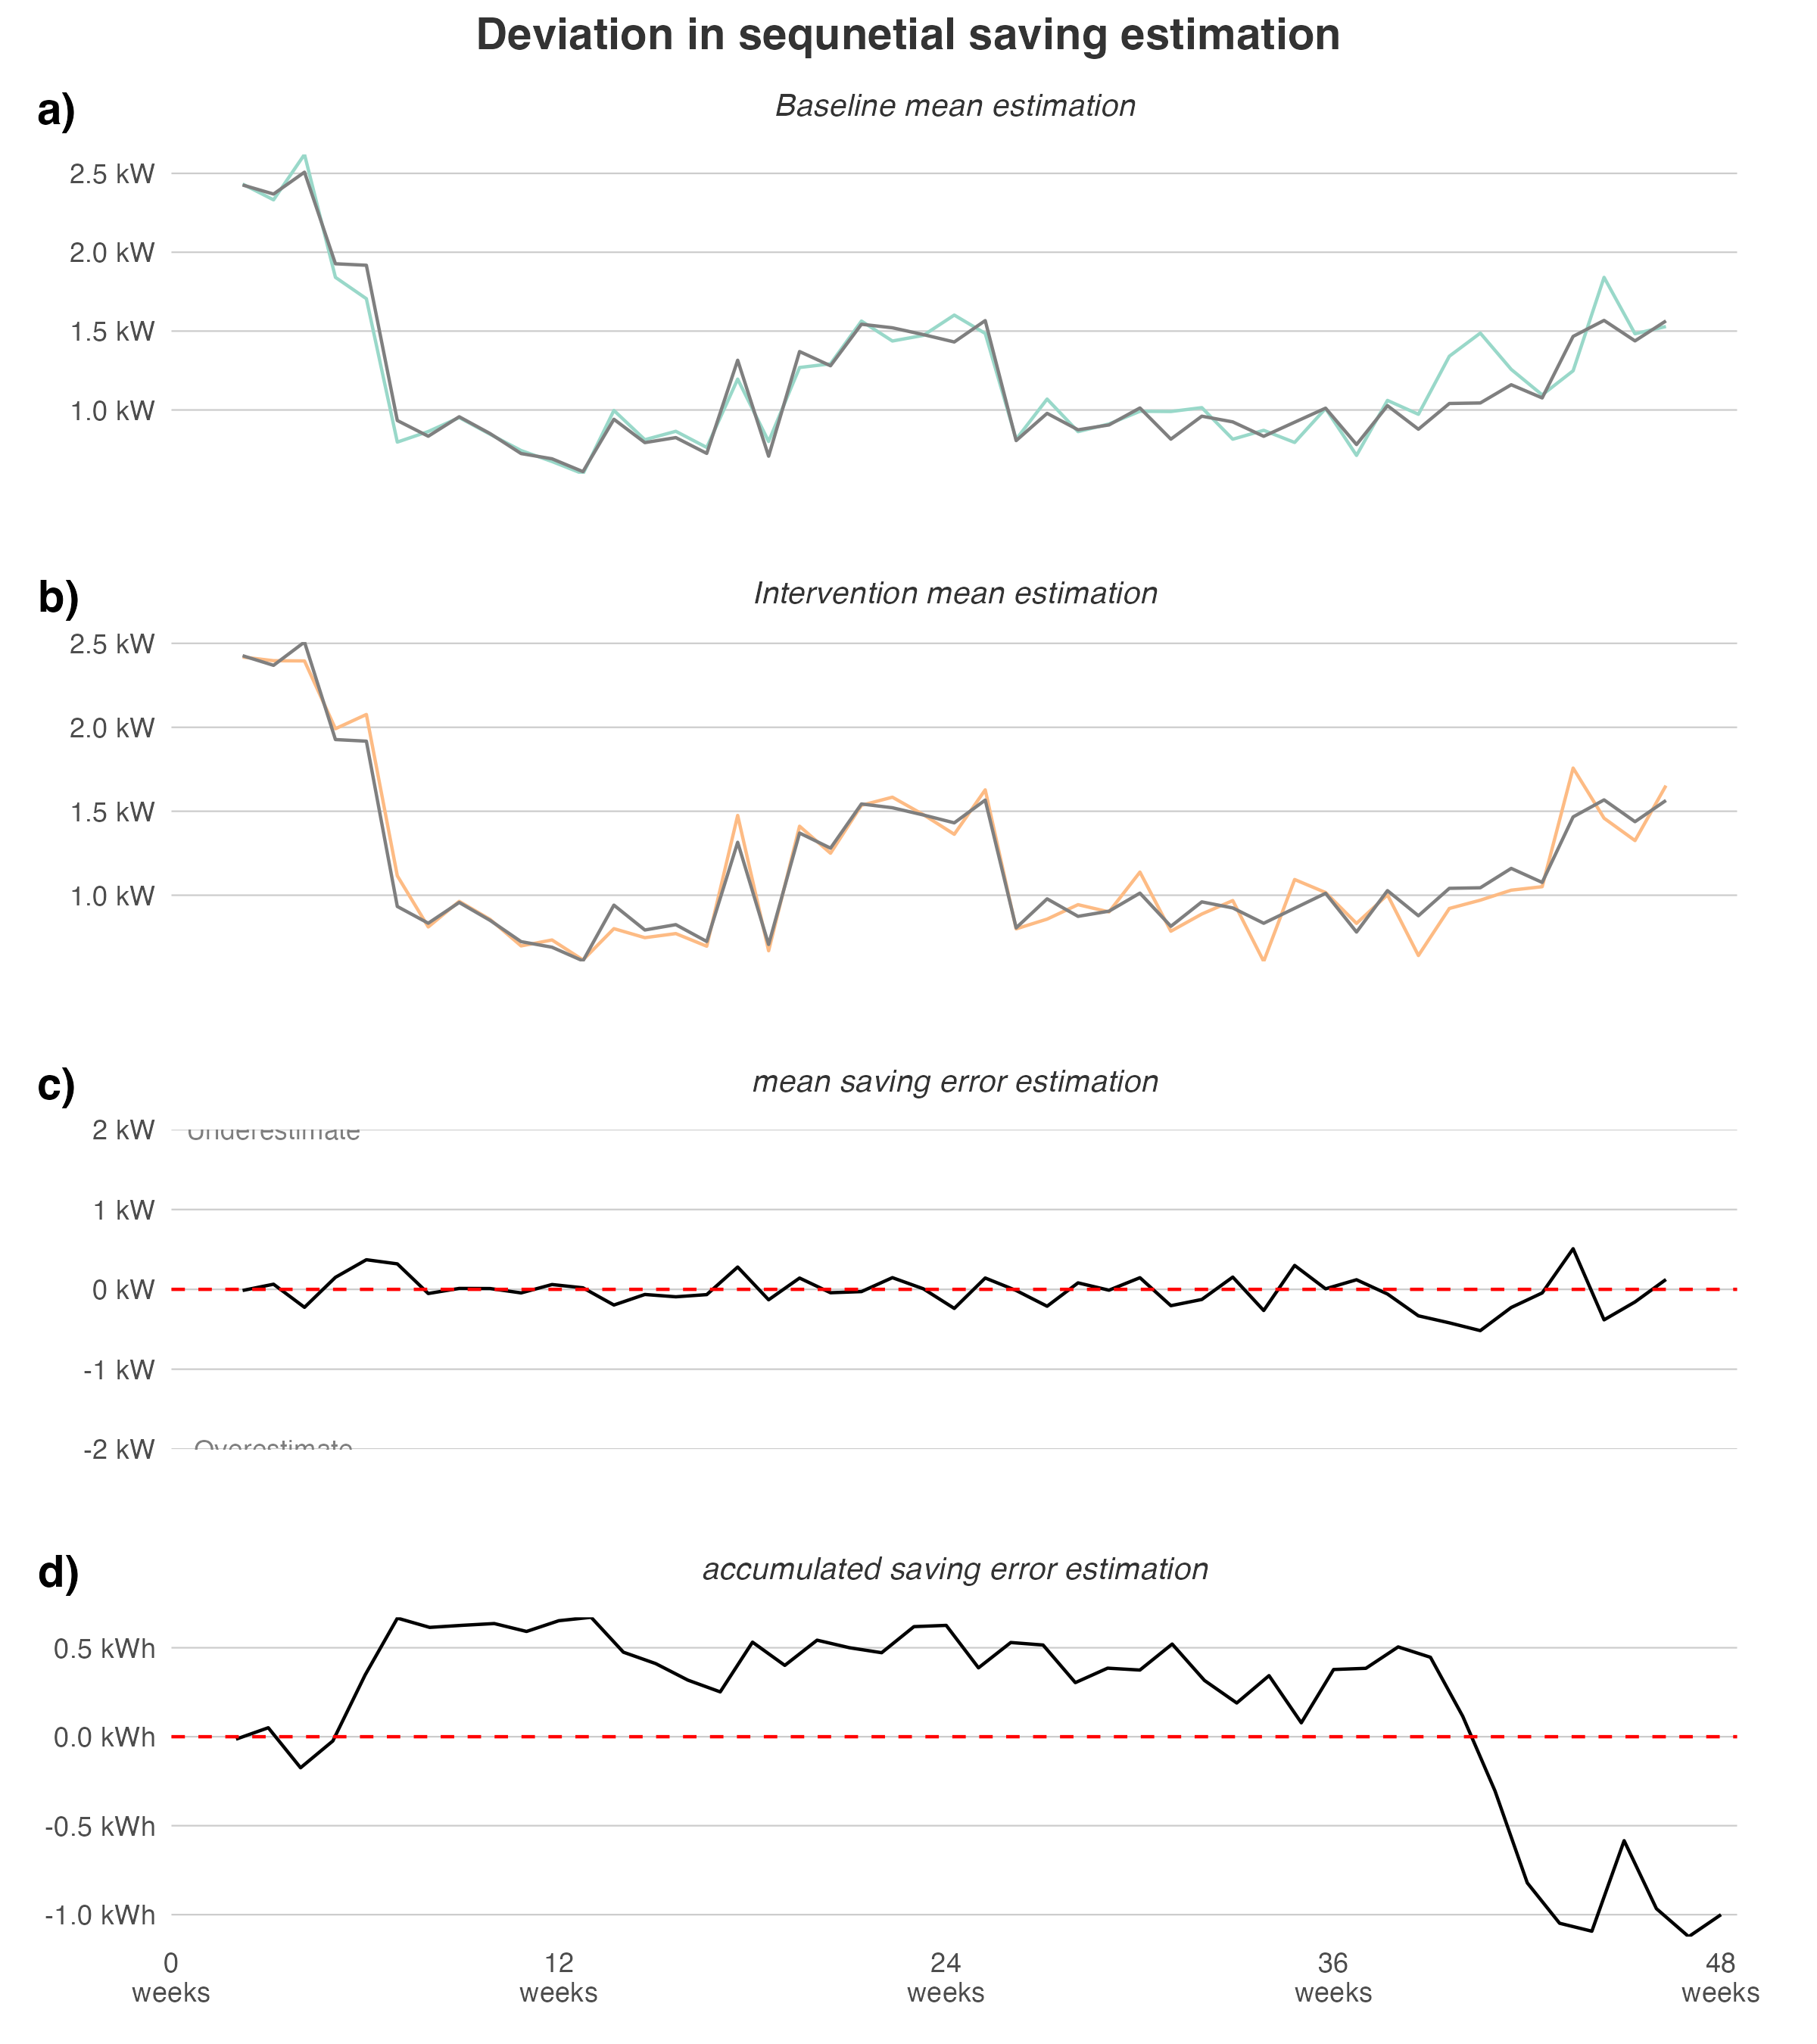 Deviation in sequnetial saving estimation
a)
Baseline mean estimation
2.5 kW
2.0 kW
1.5 kW
1.0 kW
b)
Intervention mean estimation
2.5 kW
2.0 kW
1.5 kW
1.0 kW
c)
mean saving error estimation
2 kW
Underestimate
1 kW
0 kW
-1 kW
-2 kW
Overestimate
d)
accumulated saving error estimation
0.5 kWh
0.0 kWh
-0.5 kWh
-1.0 kWh
0 12 24 36 48
weeks weeks weeks weeks weeks